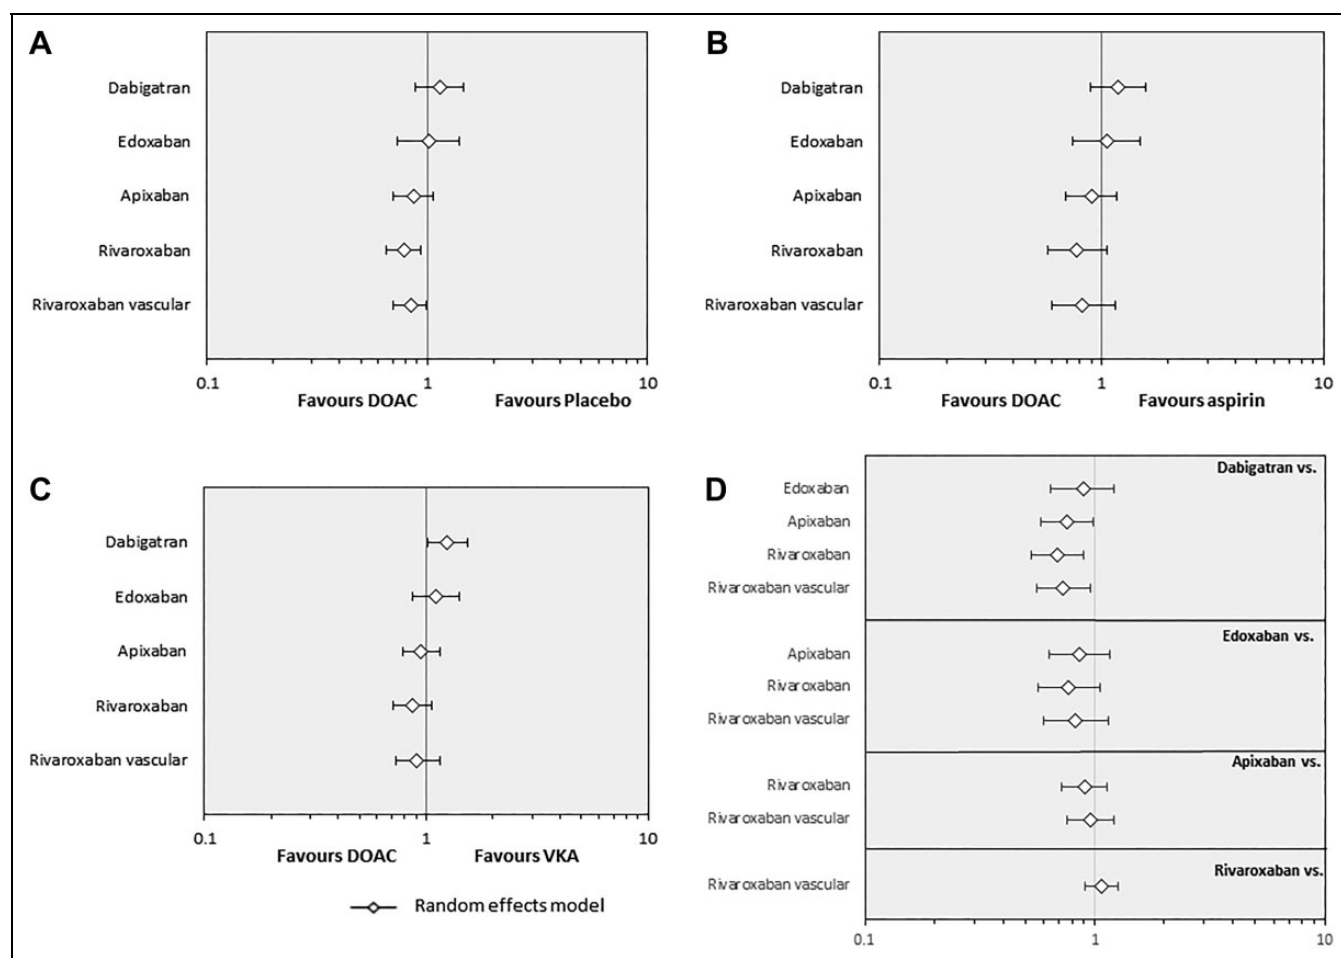 A
Dabigatran
Edoxaban
Apixaban
Rivaroxaban
Rivaroxaban vascular
0.1 1 10
Favours DOAC Favours Placebo
B
Dabigatran
Edoxaban
Apixaban
Rivaroxaban
Rivaroxaban vascular
0.1 1 10
Favours DOAC Favours aspirin
C
Dabigatran
Edoxaban
Apixaban
Rivaroxaban
Rivaroxaban vascular
0.1 1 10
Favours DOAC Favours VKA
Random effects model
D
Dabigatran vs.
Edoxaban
Apixaban
Rivaroxaban
Rivaroxaban vascular
Edoxaban vs.
Apixaban
Rivaroxaban
Rivaroxaban vascular
Apixaban vs.
Rivaroxaban
Rivaroxaban vascular
Rivaroxaban vs.
Rivaroxaban vascular
0.1 1 10